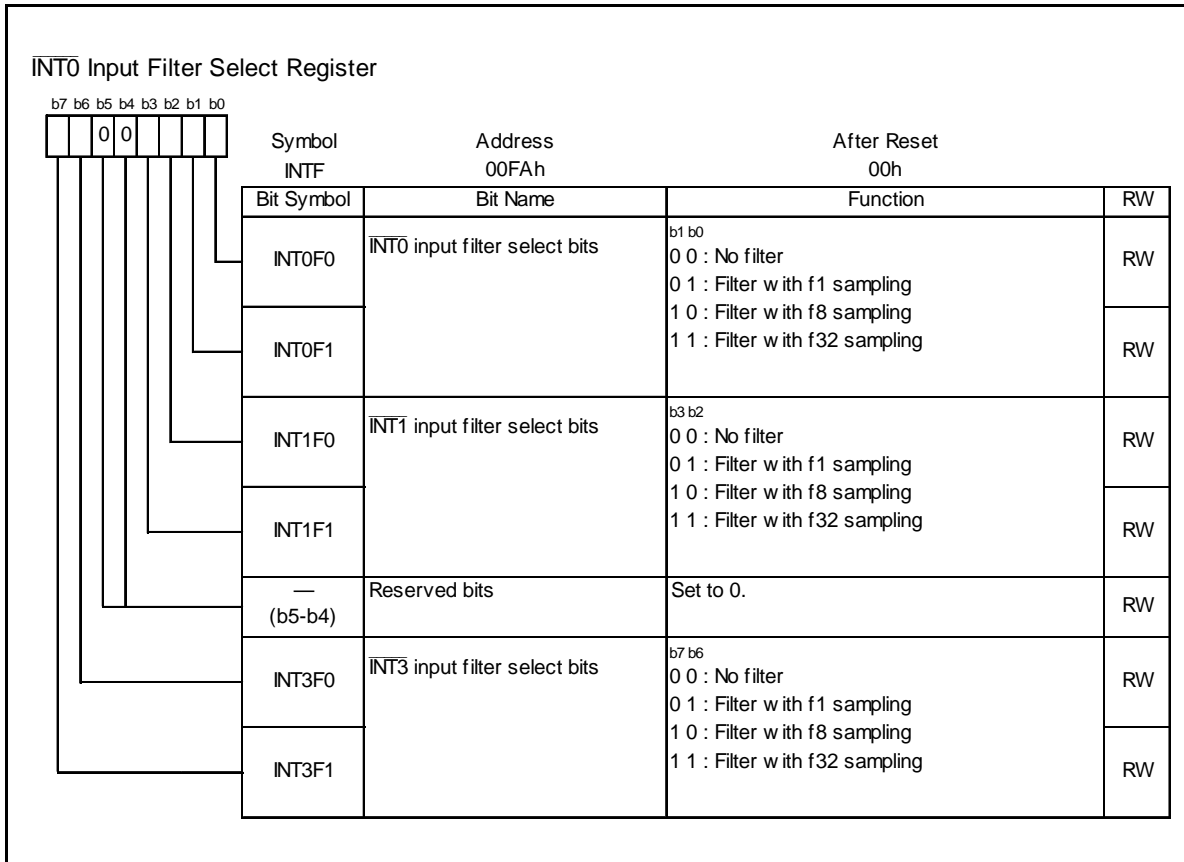 INT0 Input Filter Select Register
b7 b6 b5 b4 b3 b2 b1 b0
0 0
Symbol Address After Reset
INTF 00FAh 00h
Bit Symbol Bit Name Function RW
INT0F0 INT0 input filter select bits b1 b0
0 0 : No filter RW
0 1 : Filter with f1 sampling
1 0 : Filter with f8 sampling
INT0F1 1 1 : Filter with f32 sampling RW
INT1F0 INT1 input filter select bits b3 b2
0 0 : No filter RW
0 1 : Filter with f1 sampling
1 0 : Filter with f8 sampling
INT1F1 1 1 : Filter with f32 sampling RW
— Reserved bits Set to 0. RW
(b5-b4)
INT3F0 INT3 input filter select bits b7 b6
0 0 : No filter RW
0 1 : Filter with f1 sampling
1 0 : Filter with f8 sampling
INT3F1 1 1 : Filter with f32 sampling RW